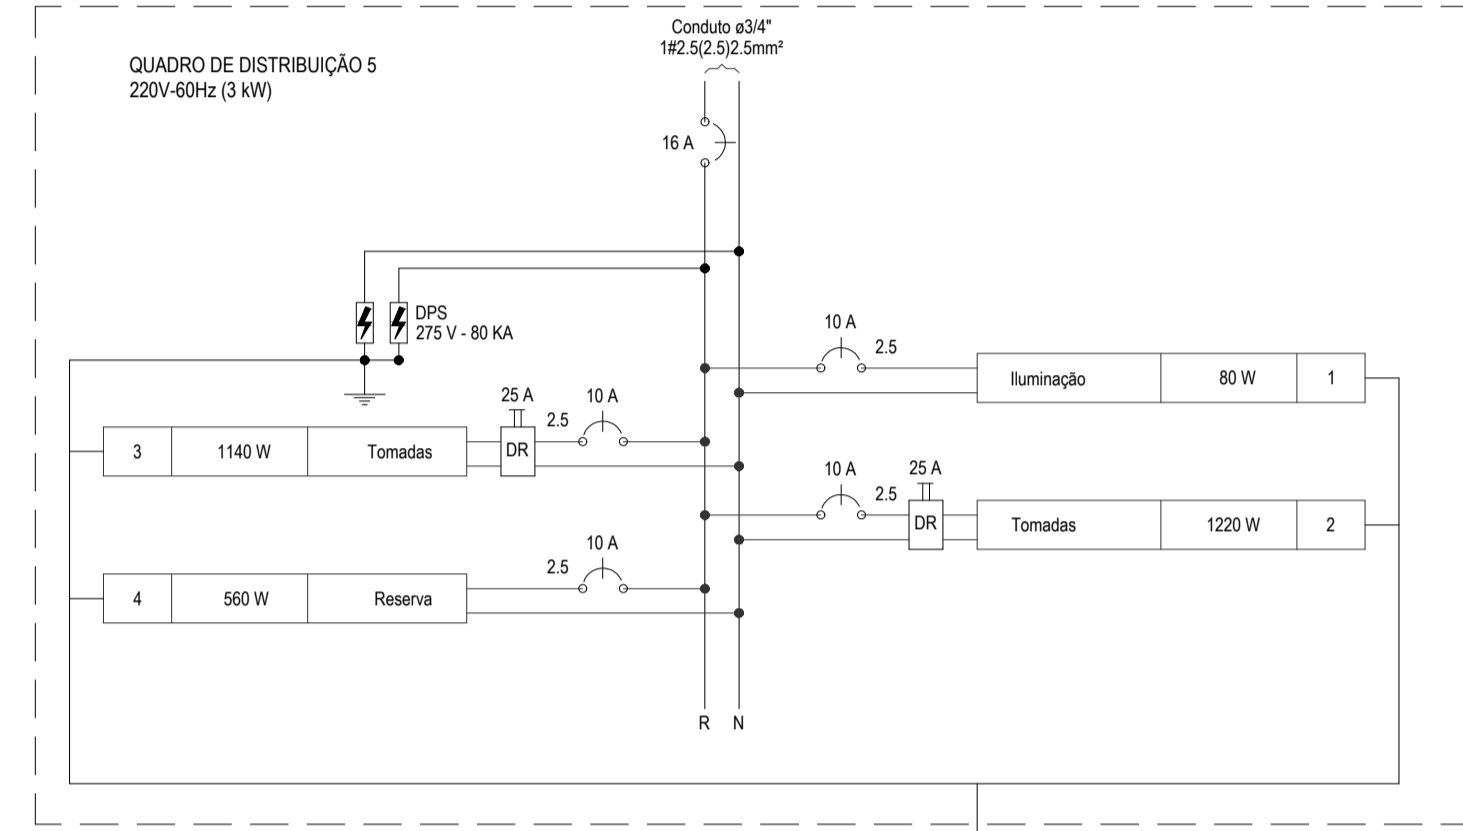 Conduto ø3/4"
1#2.5(2.5)2.5mm²
QUADRO DE DISTRIBUIÇÃO 5
220V-60Hz (3 kW)
16 A
DPS
275 V - 80 KA
10 A
2.5
Iluminação 80 W 1
25 A 10 A
2.5
3 1140 W Tomadas DR
10 A 25 A
2.5
DR Tomadas 1220 W 2
10 A
2.5
4 560 W Reserva
R N